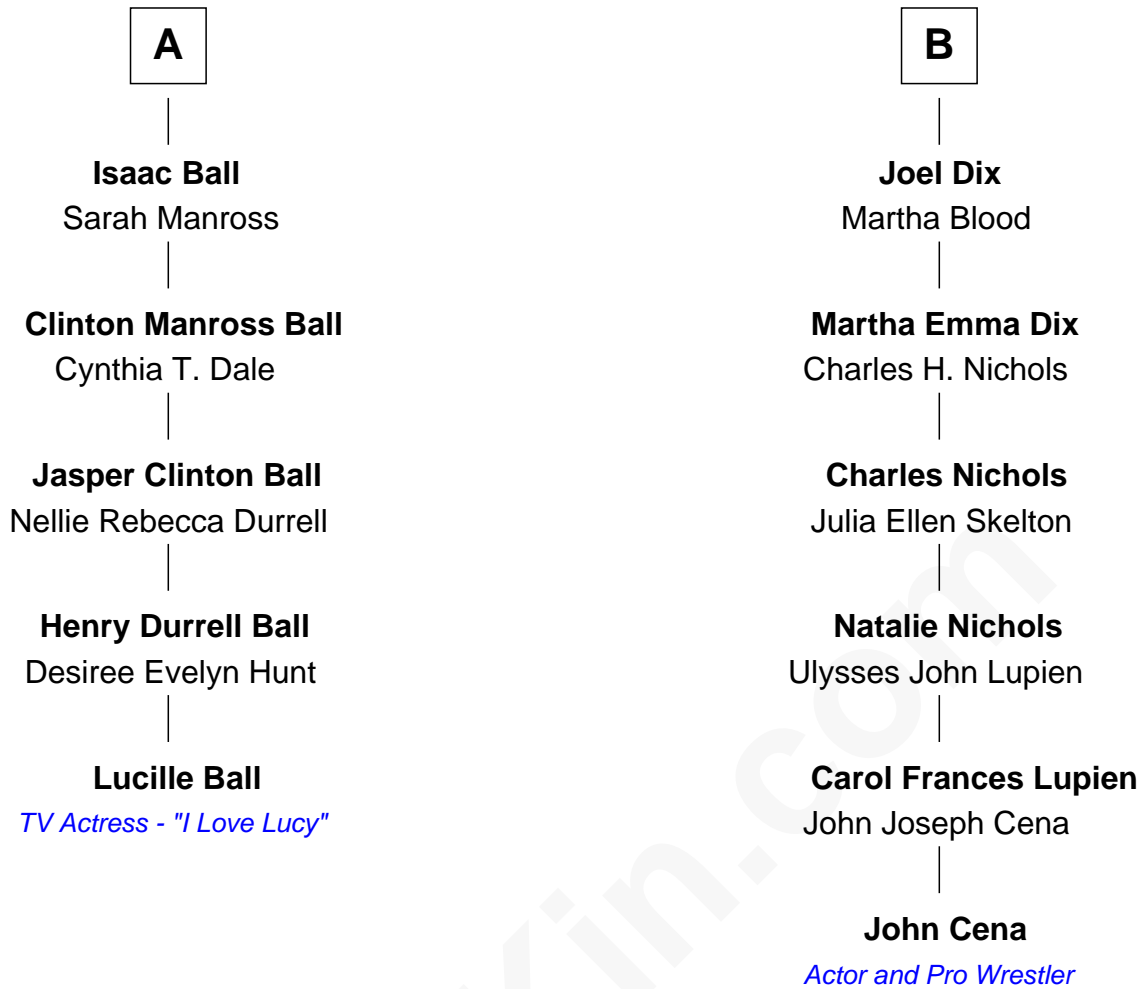 A
Isaac Ball
Sarah Manross
Clinton Manross Ball
Cynthia T. Dale
Jasper Clinton Ball
Nellie Rebecca Durrell
Henry Durrell Ball
Desiree Evelyn Hunt
Lucille Ball
TV Actress - "I Love Lucy"
B
Joel Dix
Martha Blood
Martha Emma Dix
Charles H. Nichols
Charles Nichols
Julia Ellen Skelton
Natalie Nichols
Ulysses John Lupien
Carol Frances Lupien
John Joseph Cena
John Cena
Actor and Pro Wrestler